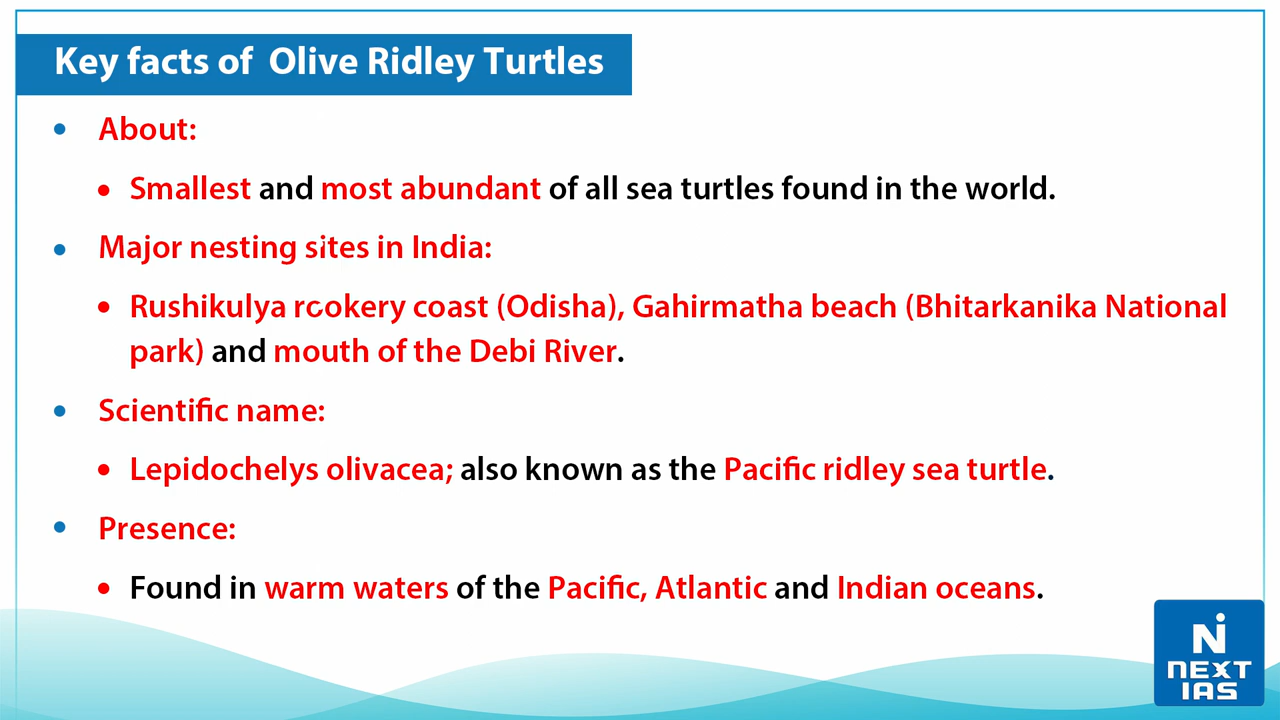 Key facts of Olive Ridley Turtles
• About:
• Smallest and most abundant of all sea turtles found in the world.
• Major nesting sites in India:
• Rushikulya rookery coast (Odisha), Gahirmatha beach (Bhitarkanika National
park) and mouth of the Debi River.
• Scientific name:
• Lepidochelys olivacea; also known as the Pacific ridley sea turtle.
• Presence:
• Found in warm waters of the Pacific, Atlantic and Indian oceans.
NEXT
IAS